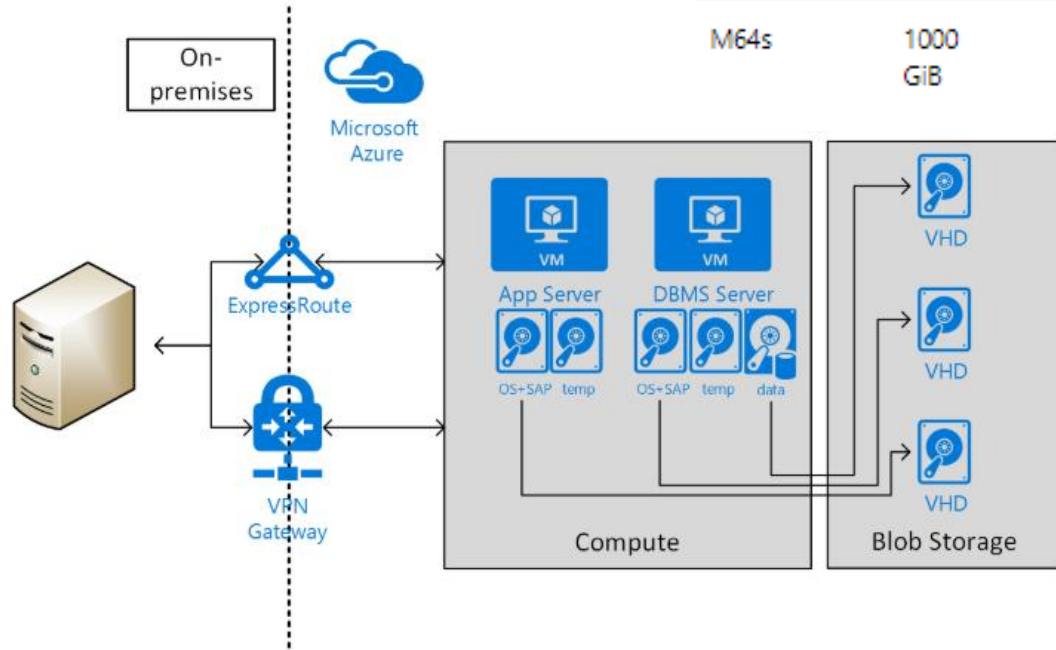 M64s 1000
GiB
On-
premises
Microsoft
Azure
ExpressRoute
VPN
Gateway
VM
VM
App Server
DBMS Server
OS+SAP temp
OS+SAP temp data
Compute
VHD
VHD
VHD
Blob Storage